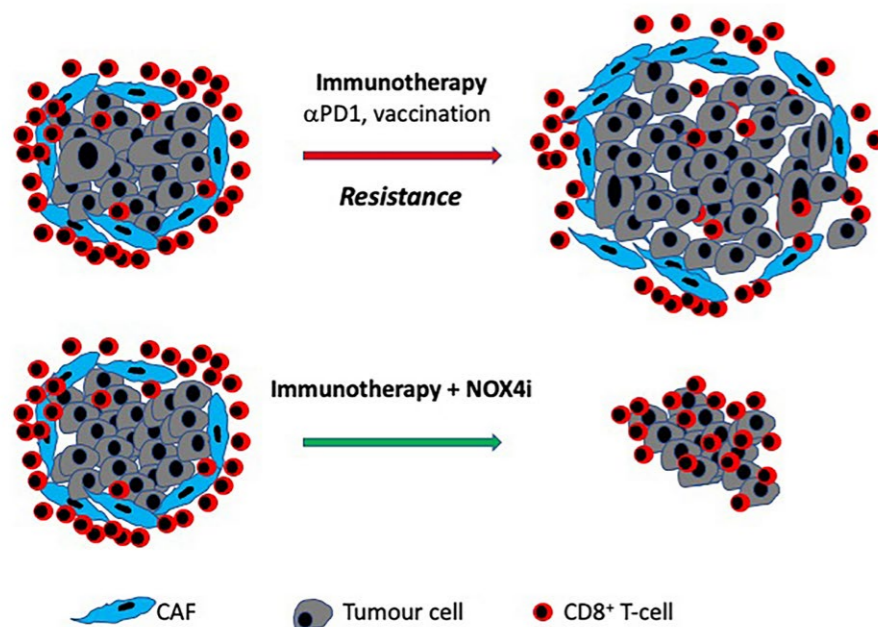 Immunotherapy
αPD1, vaccination
Resistance
Immunotherapy + NOX4i
CAF
Tumour cell
CD8⁺ T-cell